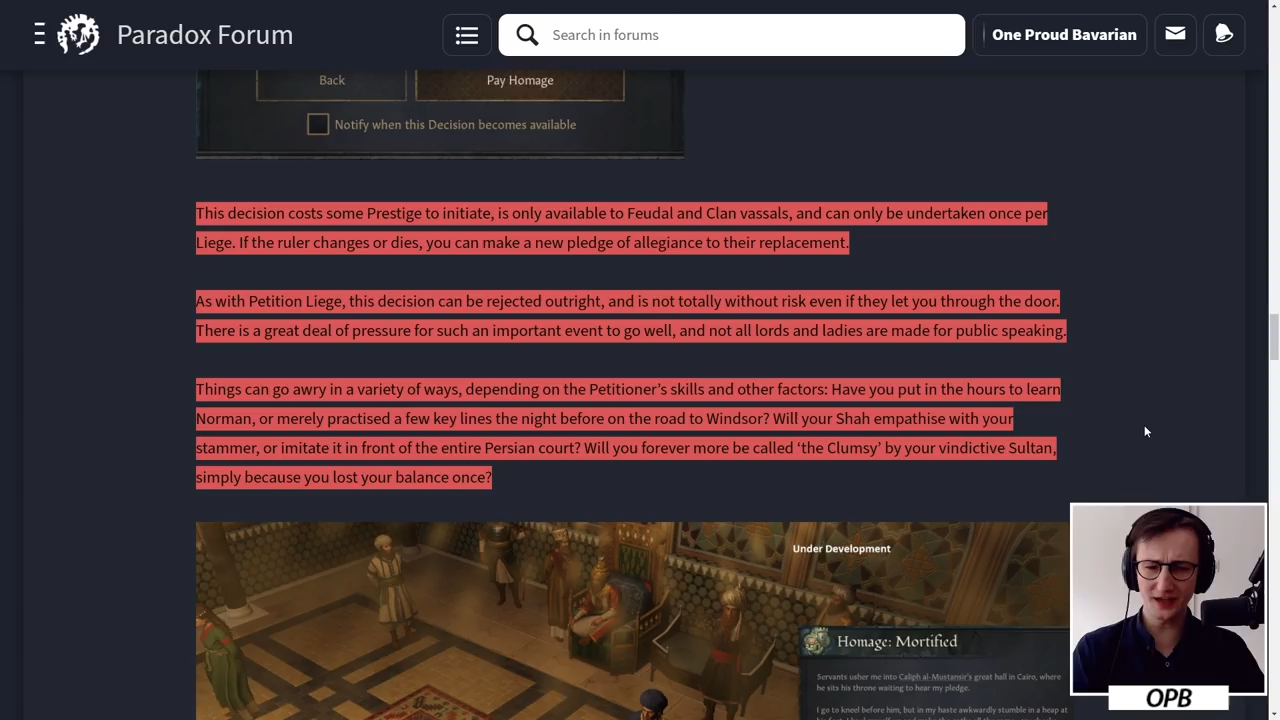 Paradox Forum
Search in forums
One Proud Bavarian
Back
Pay Homage
Notify when this Decision becomes available
This decision costs some Prestige to initiate, is only available to Feudal and Clan vassals, and can only be undertaken once per
Liege. If the ruler changes or dies, you can make a new pledge of allegiance to their replacement.
As with Petition Liege, this decision can be rejected outright, and is not totally without risk even if they let you through the door.
There is a great deal of pressure for such an important event to go well, and not all lords and ladies are made for public speaking.
Things can go awry in a variety of ways, depending on the Petitioner’s skills and other factors: Have you put in the hours to learn
Norman, or merely practised a few key lines the night before on the road to Windsor? Will your Shah empathise with your
stammer, or imitate it in front of the entire Persian court? Will you forever more be called ‘the Clumsy’ by your vindictive Sultan,
simply because you lost your balance once?
Under Development
Homage: Mortified
Servants usher me into Caliph al-Mustansir's great hall in Cairo, where
he sits his throne waiting to hear my pledge.
I go to kneel before him, but in my haste awkwardly stumble in a heap at
OPB